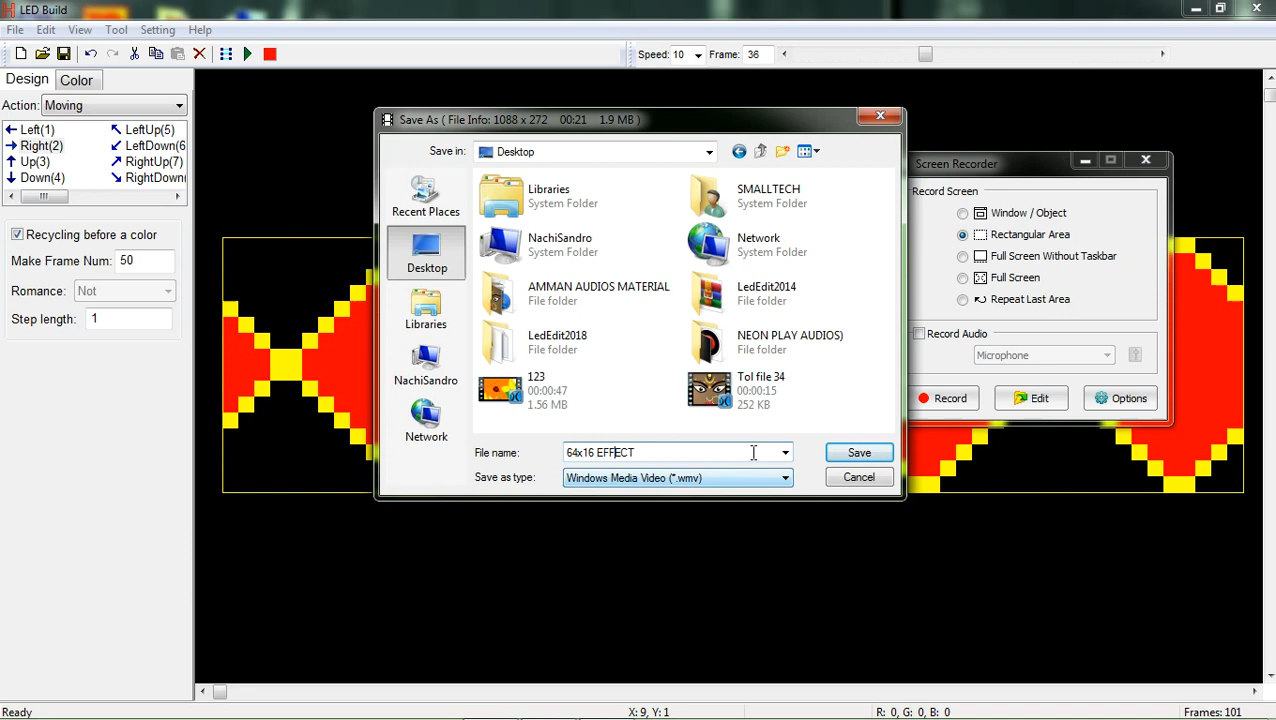 LED Build
File Edit View Tool Setting Help
Speed: 10 Frame: 36
Design Color
Action: Moving
Left(1) LeftUp(5)
Right(2) LeftDown(6
Up(3) RightUp(7)
Down(4) RightDown(
Recycling before a color
Make Frame Num: 50
Romance: Not
Step length: 1
Save As ( File Info: 1088 x 272 00:21 1.9 MB )
Save in: Desktop
Recent Places
Desktop
Libraries
NachiSandro
Network
Libraries
System Folder
SMALLTECH
System Folder
NachiSandro
System Folder
Network
System Folder
AMMAN AUDIOS MATERIAL
File folder
LedEdit2014
File folder
LedEdit2018
File folder
NEON PLAY AUDIOS)
File folder
123
00:00:47
1.56 MB
Tol file 34
00:00:15
252 KB
File name: 64x16 EFFECT Save
Save as type: Windows Media Video (*.wmv) Cancel
Screen Recorder
Record Screen
Window / Object
Rectangular Area
Full Screen Without Taskbar
Full Screen
Repeat Last Area
Record Audio
Microphone
Record Edit Options
Ready X: 9, Y: 1 R: 0, G: 0, B: 0 Frames: 101